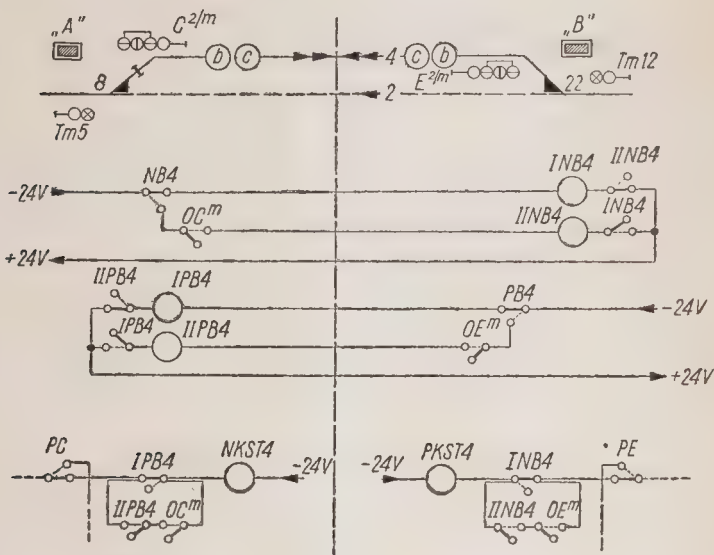 „A"
C²/ᵐ
„B"
b c
4
c b
Tm12
8
E²/ᵐ
22
2
Tm5
NB4
INB4
IINB4
-24V
OCᵐ
IINB4
INB4
+24V
IIPB4
IPB4
PB4
-24V
IPB4
IIPB4
OEᵐ
+24V
PC
IPB4
NKST4
-24V
-24V
PKST4
INB4
PE
IIPB4
OCᵐ
IINB4
OEᵐ